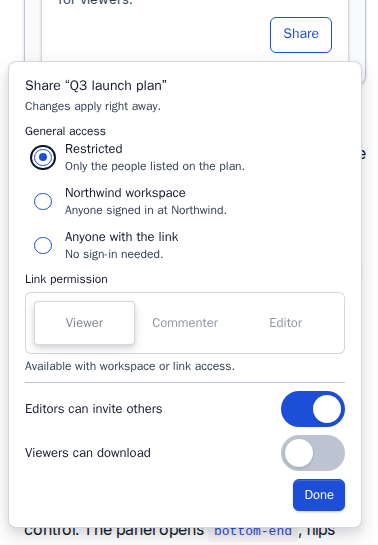 for viewers.
Share
Share “Q3 launch plan”
Changes apply right away.
General access
Restricted
Only the people listed on the plan.
Northwind workspace
Anyone signed in at Northwind.
Anyone with the link
No sign-in needed.
Link permission
Viewer
Commenter
Editor
Available with workspace or link access.
Editors can invite others
Viewers can download
Done
control. The panel opens bottom-end, flips